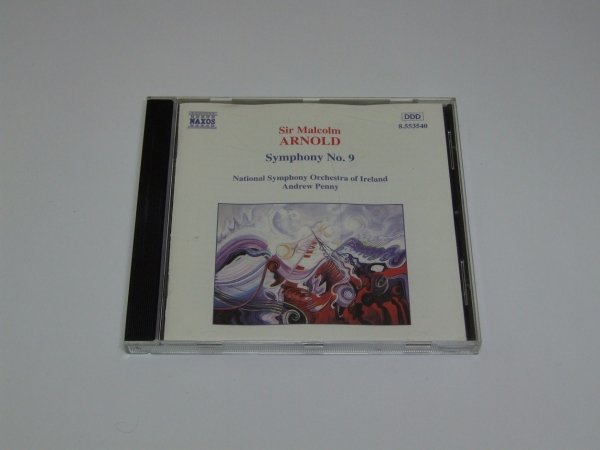 NAXOS
DDD
8.553540
Sir Malcolm
ARNOLD
Symphony No. 9
National Symphony Orchestra of Ireland
Andrew Penny